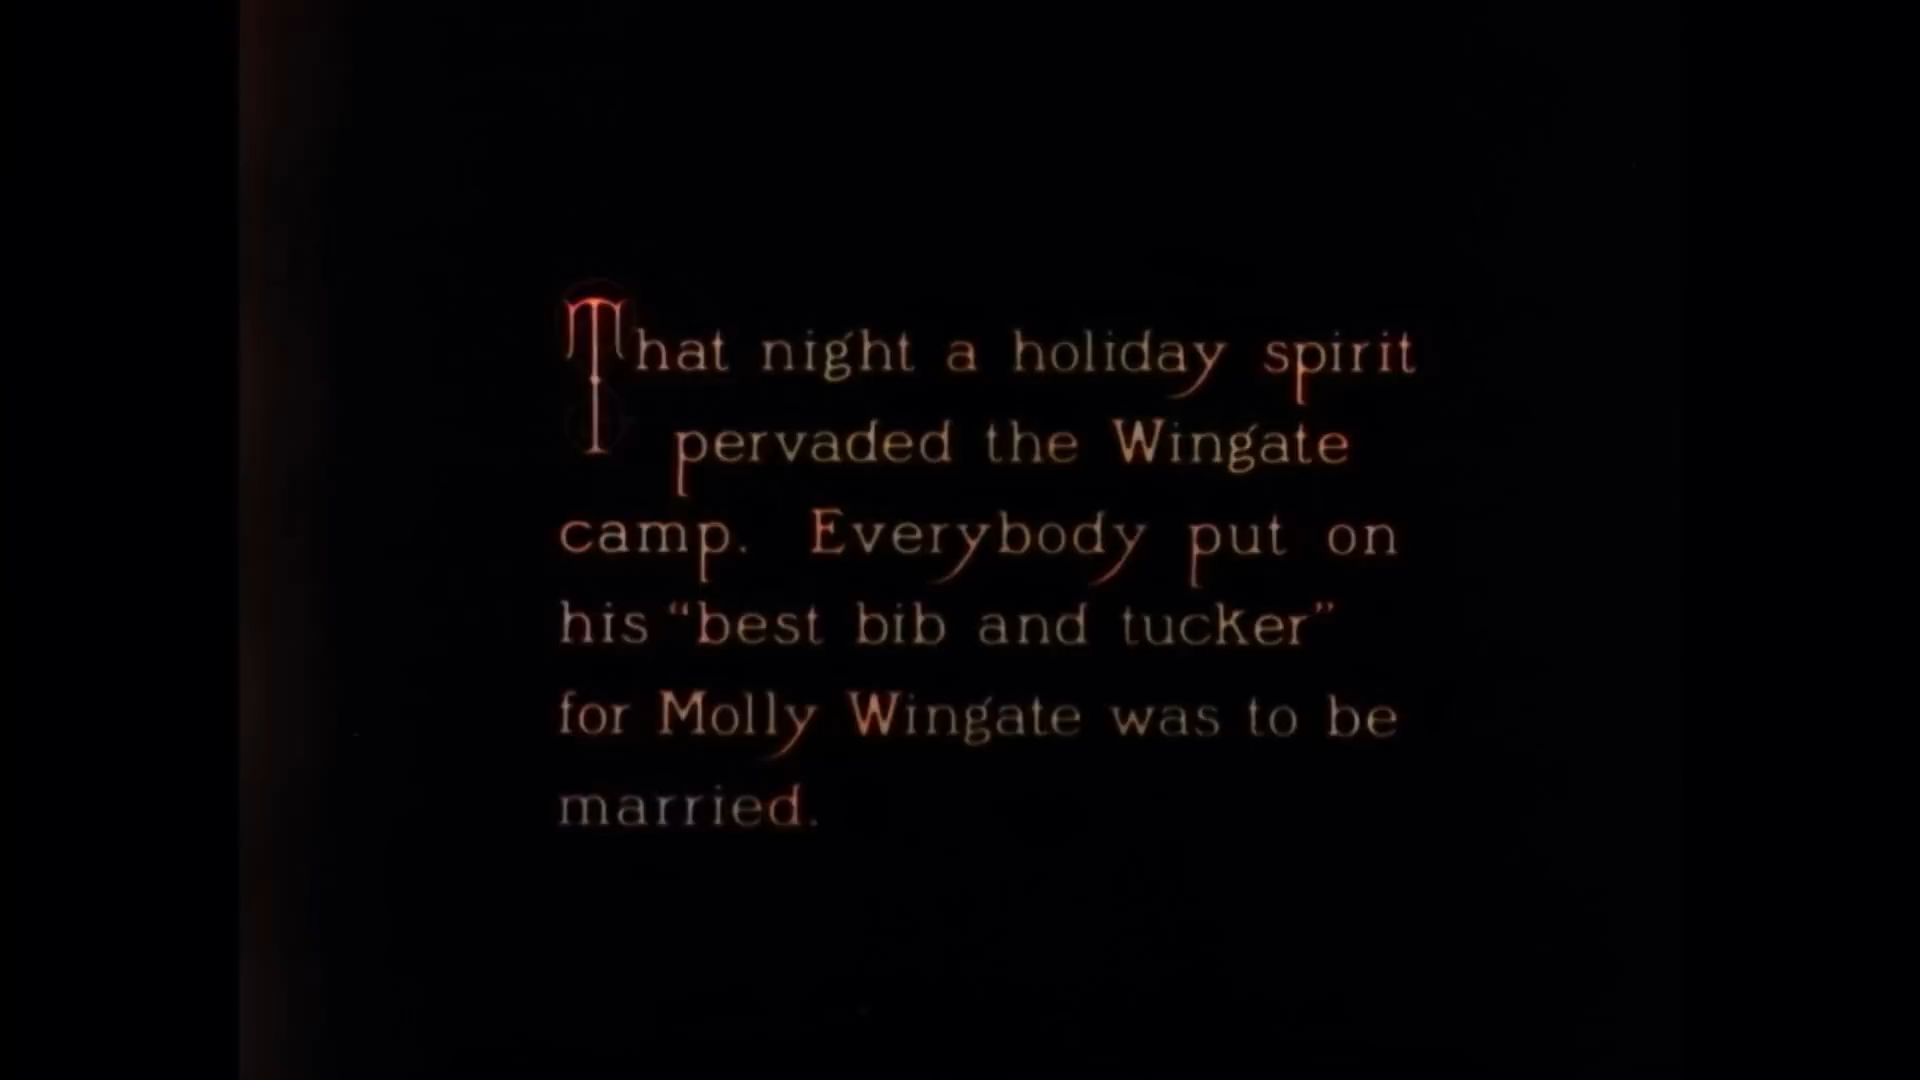 That night a holiday spirit
pervaded the Wingate
camp. Everybody put on
his “best bib and tucker”
for Molly Wingate was to be
married.